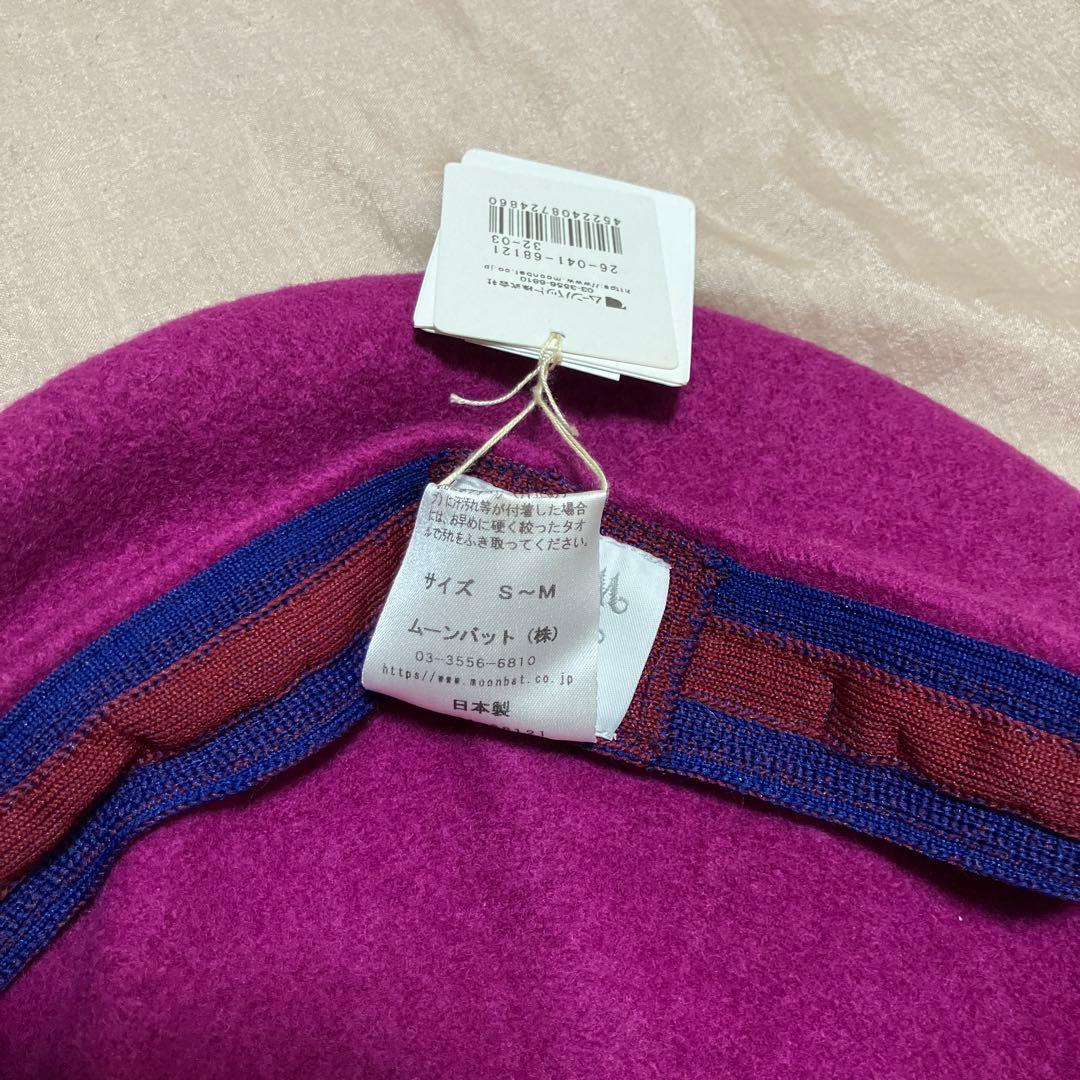 ムーンバット株式会社
03-3556-6810
https://www.moonbat.co.jp
26-041-68121
32-03
4522408724860
に汗汚れ等が付着した場合
には、お早めに硬く絞ったタオ
ルで汚れをふき取ってください。
サイズ S～M
ムーンバット (株)
03-3556-6810
https//www.moonbat.co.jp
日本製